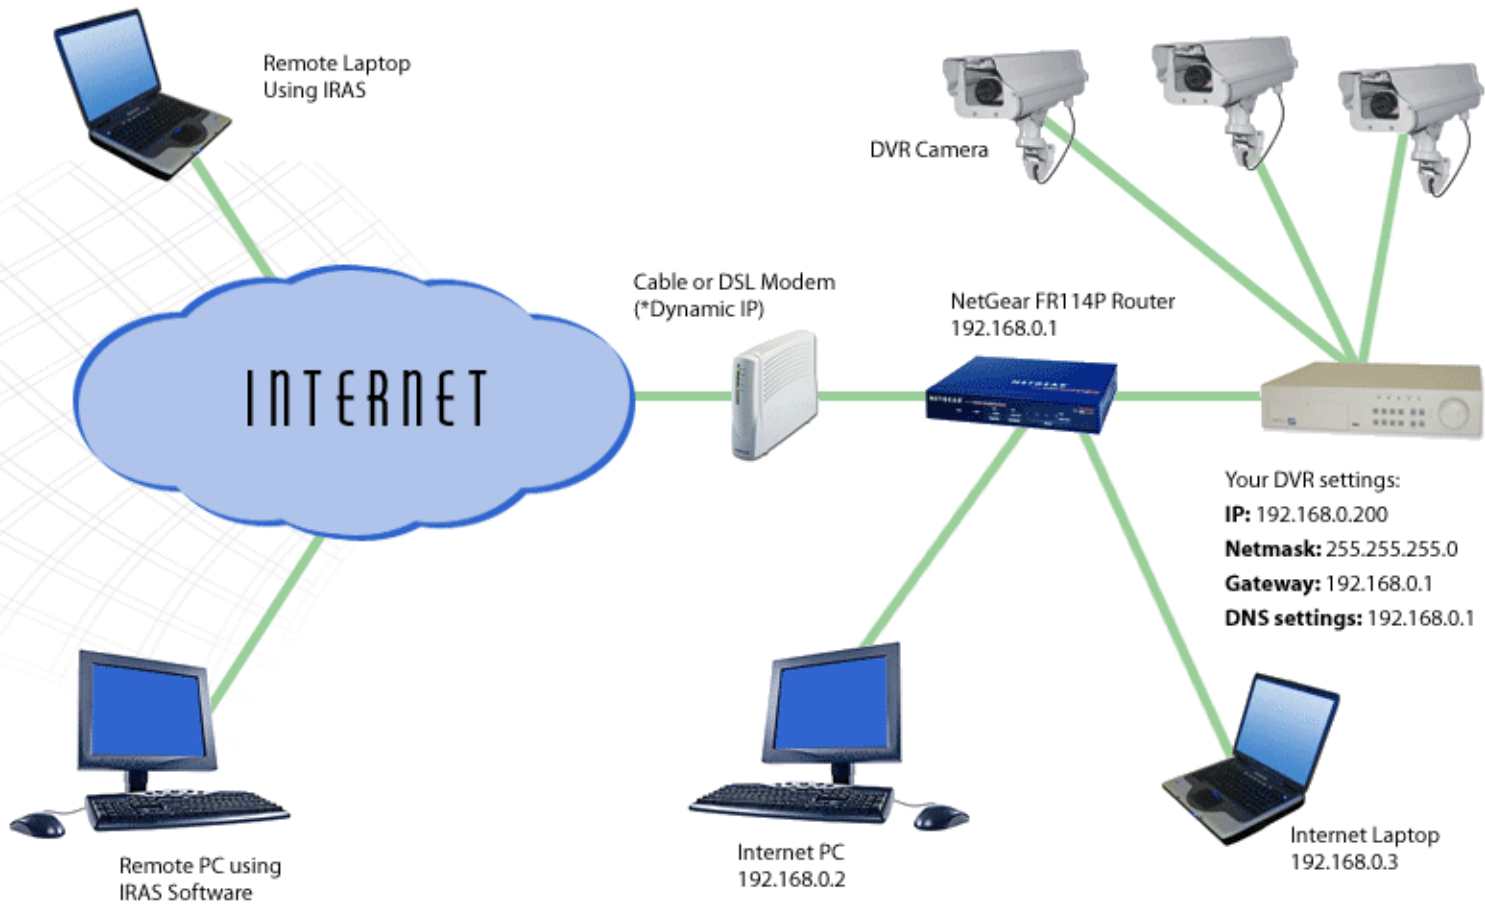 Remote Laptop
Using IRAS
DVR Camera
Cable or DSL Modem
(*Dynamic IP)
NetGear FR114P Router
192.168.0.1
INTERNET
NETGEAR
NETGEAR
Your DVR settings:
IP: 192.168.0.200
Netmask: 255.255.255.0
Gateway: 192.168.0.1
DNS settings: 192.168.0.1
Internet Laptop
192.168.0.3
Internet PC
192.168.0.2
Remote PC using
IRAS Software